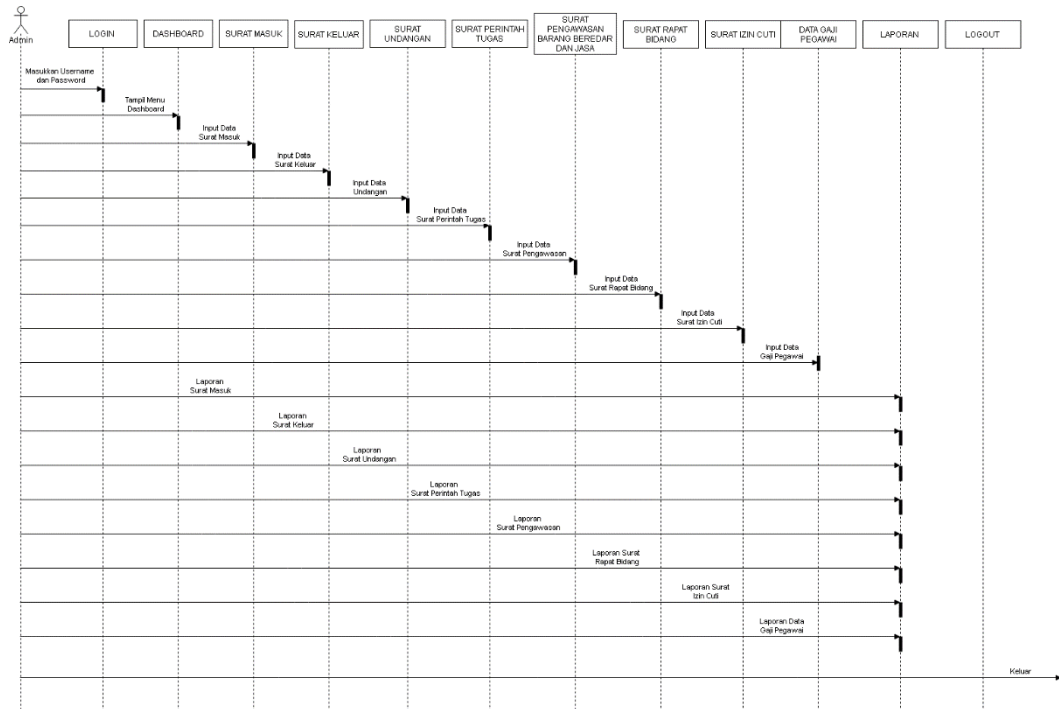 Admin
LOGIN
DASHBOARD
SURAT MASUK
SURAT KELUAR
SURAT
UNDANGAN
SURAT PERINTAH
TUGAS
SURAT
PENGAWASAN
BARANG BEREDAR
DAN JASA
SURAT RAPAT
BIDANG
SURAT IZIN CUTI
DATA GAJI
PEGAWAI
LAPORAN
LOGOUT
Masukkan Username
dan Password
Tampil Menu
Dashboard
Input Data
Surat Masuk
Input Data
Surat Keluar
Input Data
Undangan
Input Data
Surat Perintah Tugas
Input Data
Surat Pengawasan
Input Data
Surat Rapat Bidang
Input Data
Surat Izin Cuti
Input Data
Gaji Pegawai
Laporan
Surat Masuk
Laporan
Surat Keluar
Laporan
Surat Undangan
Laporan
Surat Perintah Tugas
Laporan
Surat Pengawasan
Laporan Surat
Rapat Bidang
Laporan Surat
Izin Cuti
Laporan Data
Gaji Pegawai
Keluar